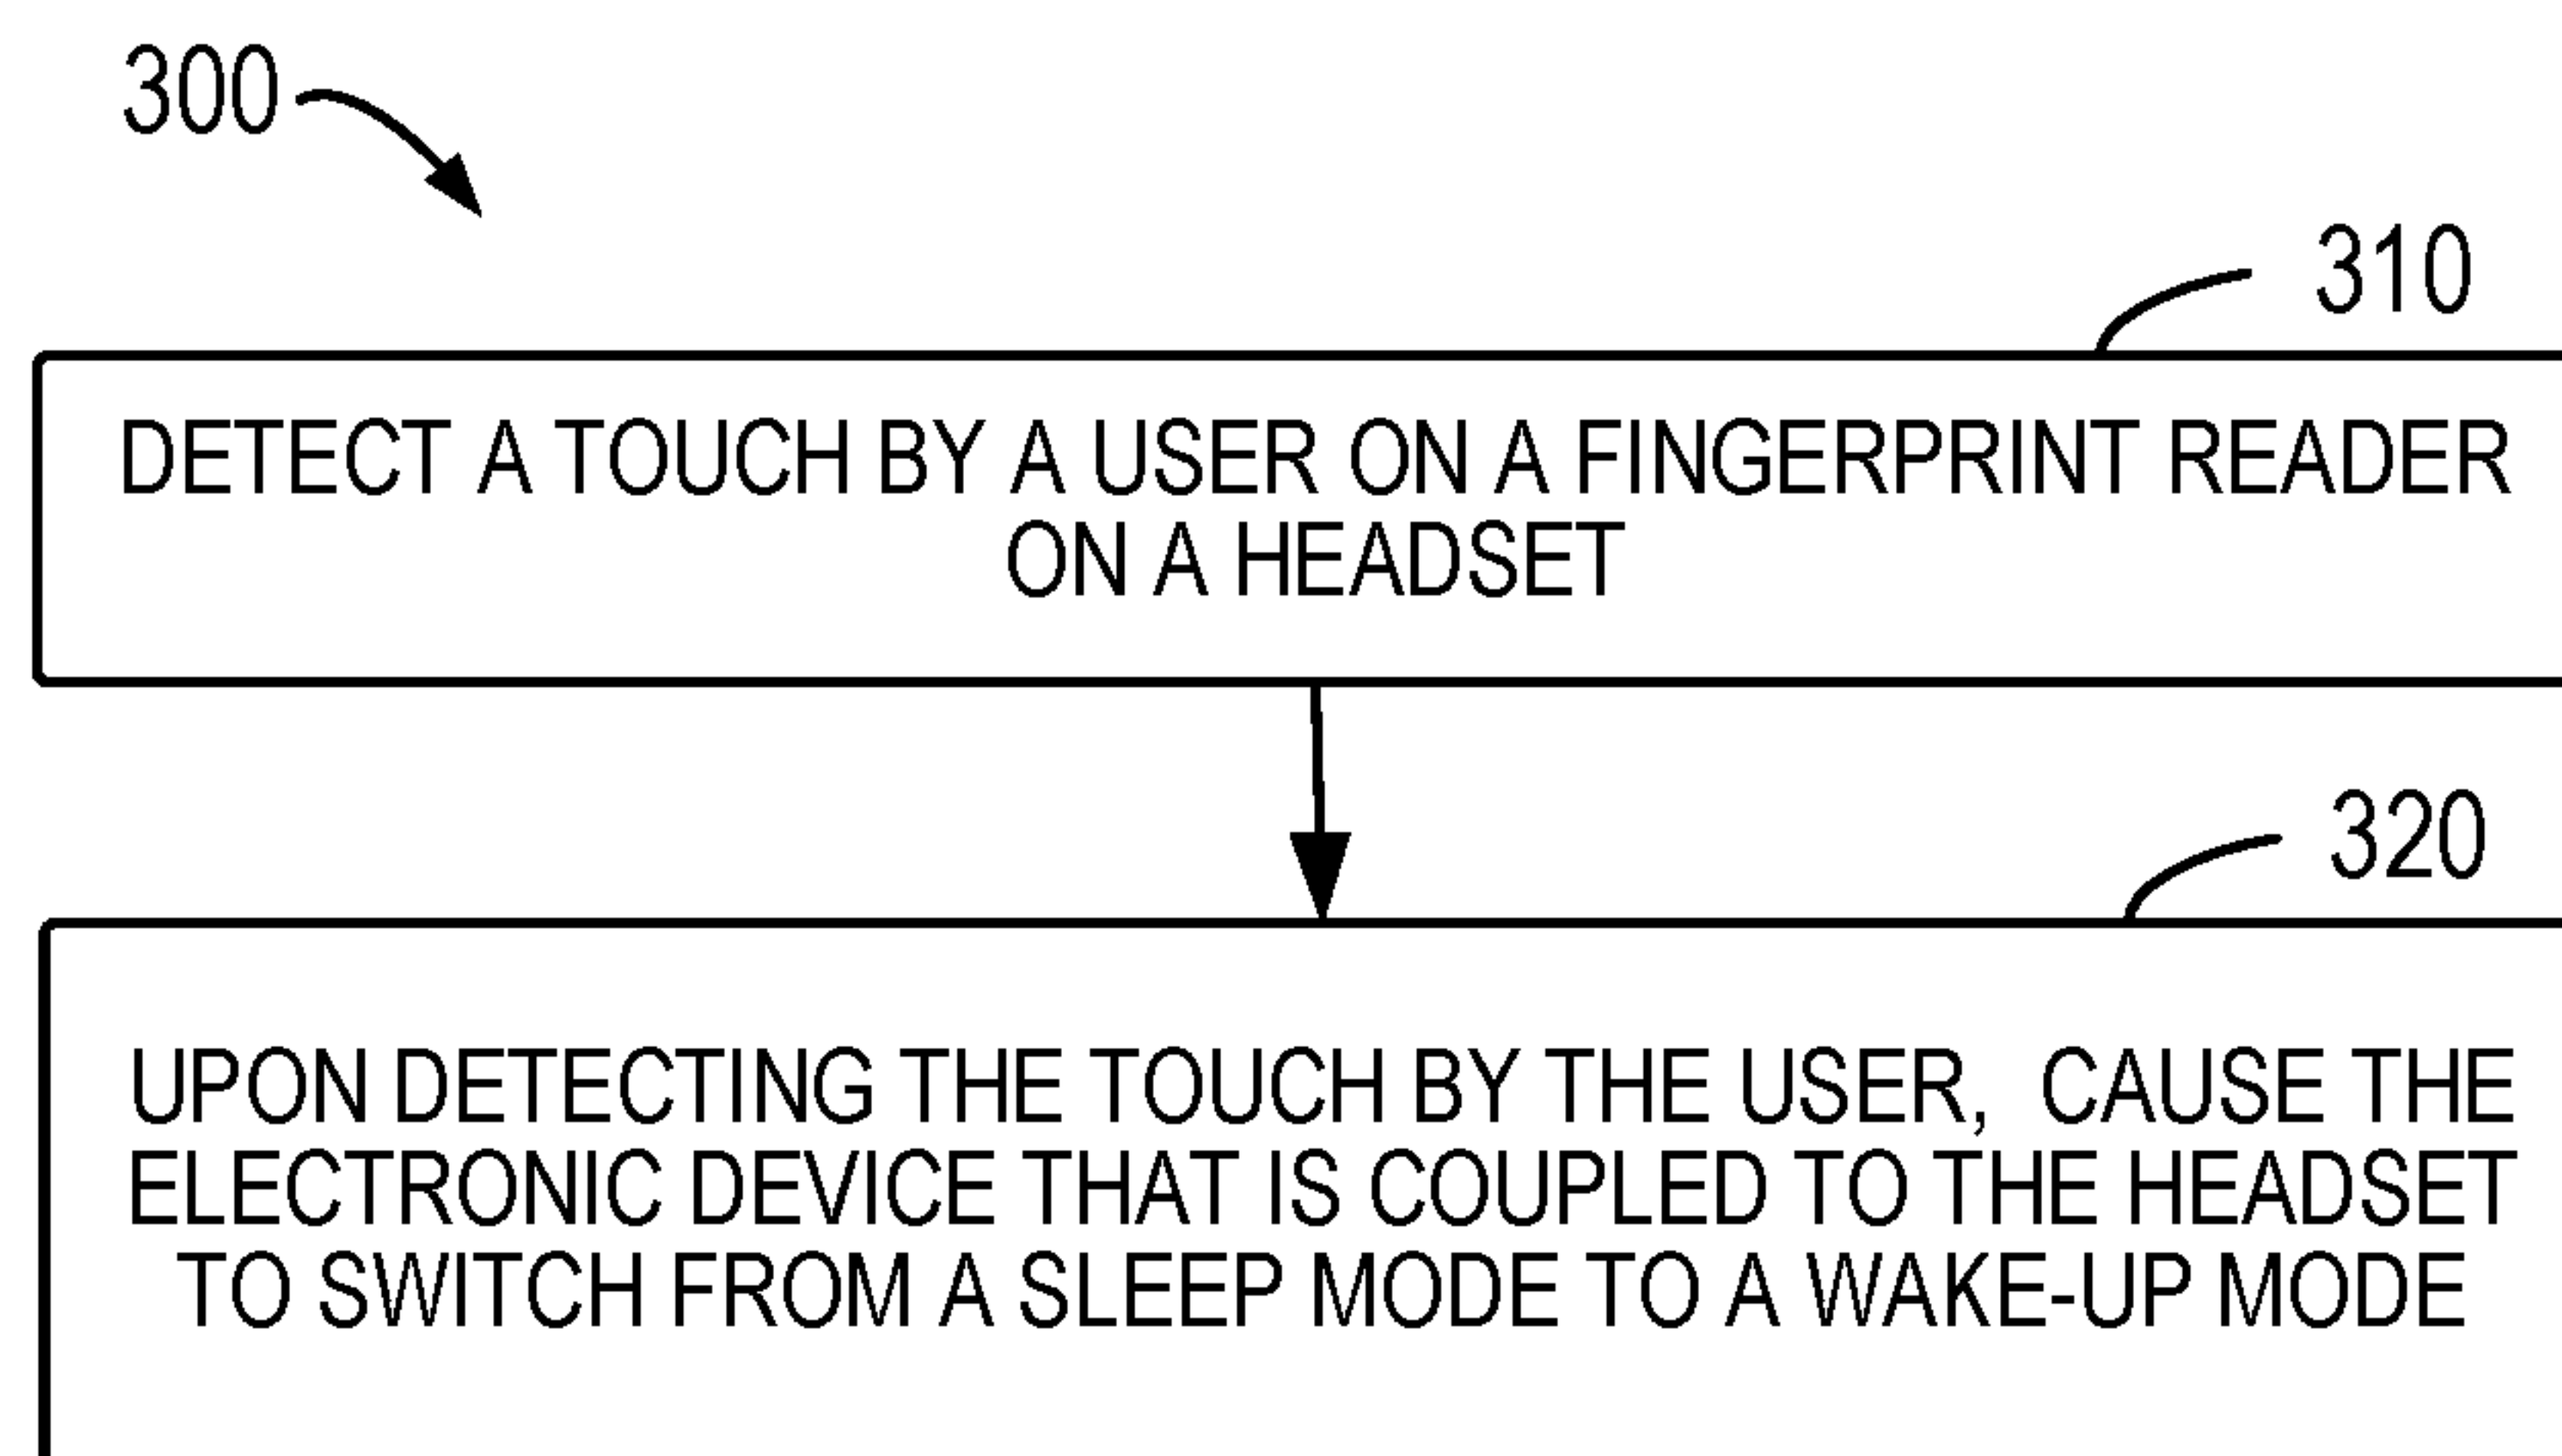 300
310
DETECT A TOUCH BY A USER ON A FINGERPRINT READER
ON A HEADSET
320
UPON DETECTING THE TOUCH BY THE USER, CAUSE THE
ELECTRONIC DEVICE THAT IS COUPLED TO THE HEADSET
TO SWITCH FROM A SLEEP MODE TO A WAKE-UP MODE